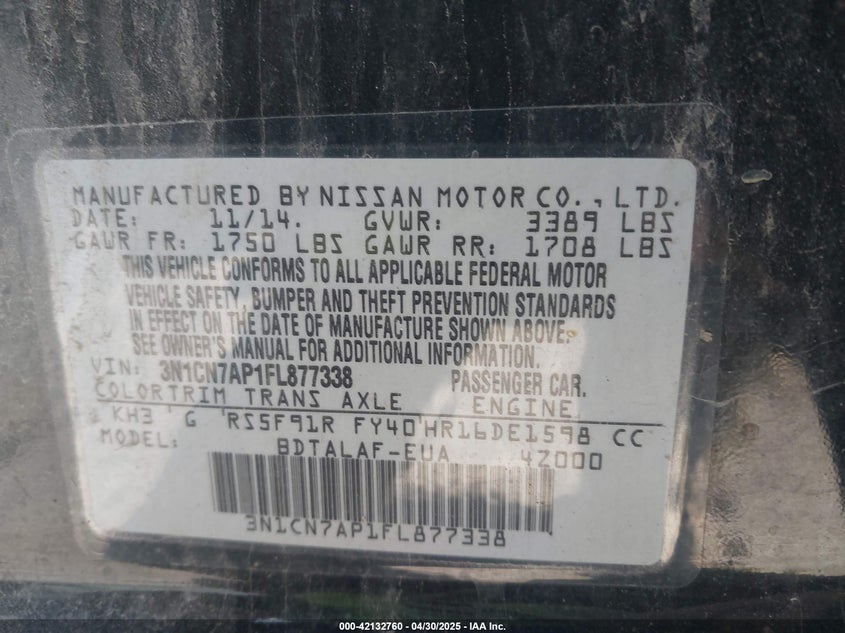 MANUFACTURED BY NISSAN MOTOR CO., LTD.
DATE: 11/14. GVWR: 3389 LBS
GAWR FR: 1750 LBS GAWR RR: 1708 LBS
THIS VEHICLE CONFORMS TO ALL APPLICABLE FEDERAL MOTOR
VEHICLE SAFETY, BUMPER AND THEFT PREVENTION STANDARDS
IN EFFECT ON THE DATE OF MANUFACTURE SHOWN ABOVE.
SEE OWNER'S MANUAL FOR ADDITIONAL INFORMATION.
VIN: 3N1CN7AP1FL877338 PASSENGER CAR.
COLORTRIM TRANS AXLE ENGINE
KH3 ' G ' RS5F91R FY40 ' HR16DE1598 CC
MODEL: BDTALAF-EUA 4Z000
3N1CN7AP1FL877338
000-42132760 - 04/30/2025 - IAA Inc.